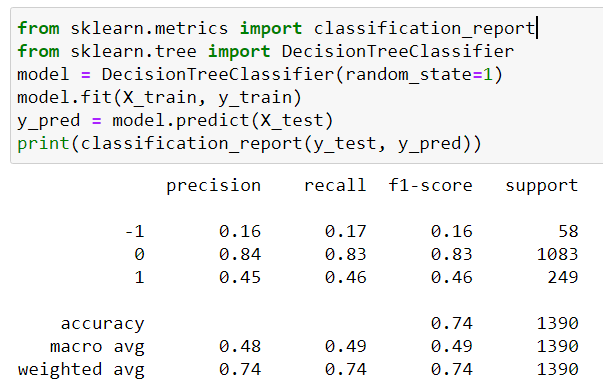 from sklearn.metrics import classification_report
from sklearn.tree import DecisionTreeClassifier
model = DecisionTreeClassifier(random_state=1)
model.fit(X_train, y_train)
y_pred = model.predict(X_test)
print(classification_report(y_test, y_pred))
precision recall f1-score support
-1 0.16 0.17 0.16 58
0 0.84 0.83 0.83 1083
1 0.45 0.46 0.46 249
accuracy 0.74 1390
macro avg 0.48 0.49 0.49 1390
weighted avg 0.74 0.74 0.74 1390